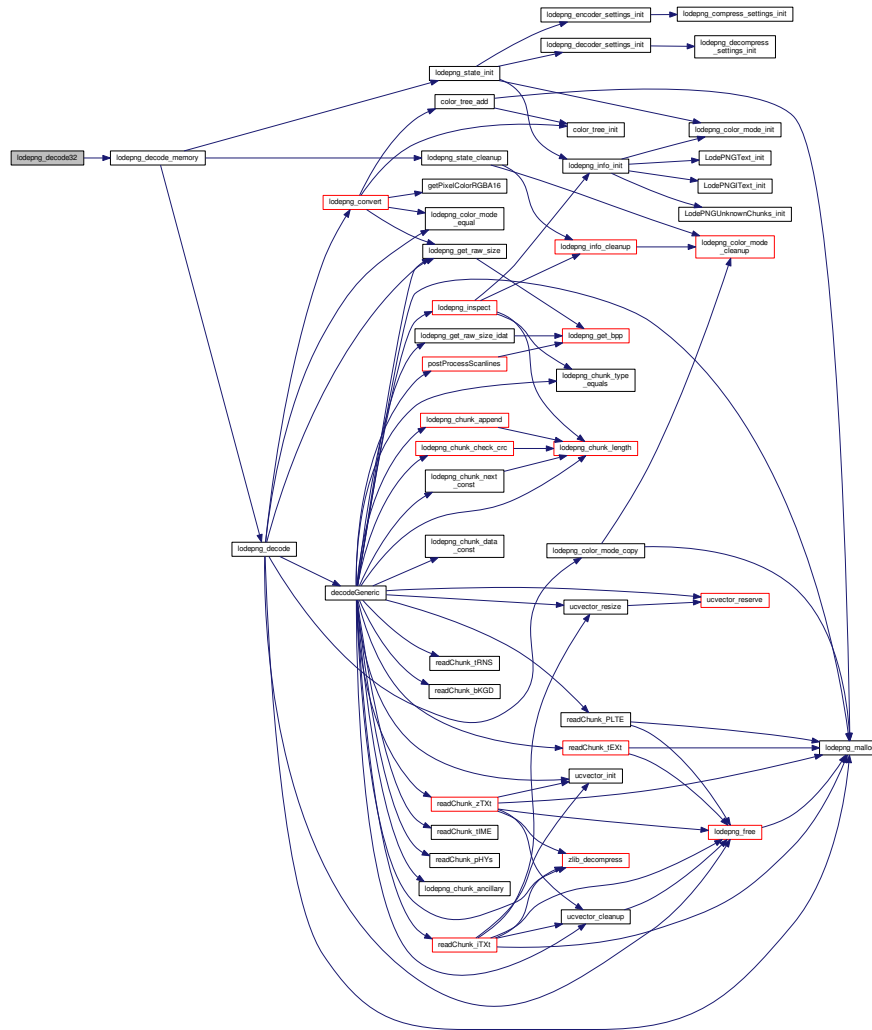 lodepng_encoder_settings_init
lodepng_compress_settings_init
lodepng_decoder_settings_init
lodepng_decompress
_settings_init
lodepng_state_init
color_tree_add
color_tree_init
lodepng_color_mode_init
lodepng_decode32
lodepng_decode_memory
lodepng_state_cleanup
lodepng_info_init
LodePNGText_init
getPixelColorRGBA16
LodePNGIText_init
lodepng_convert
lodepng_color_mode
_equal
LodePNGUnknownChunks_init
lodepng_get_raw_size
lodepng_info_cleanup
lodepng_color_mode
_cleanup
lodepng_inspect
lodepng_get_raw_size_idat
lodepng_get_bpp
postProcessScanlines
lodepng_chunk_type
_equals
lodepng_chunk_append
lodepng_chunk_check_crc
lodepng_chunk_length
lodepng_chunk_next
_const
lodepng_decode
lodepng_chunk_data
_const
lodepng_color_mode_copy
decodeGeneric
ucvector_resize
ucvector_reserve
readChunk_tRNS
readChunk_bKGD
readChunk_PLTE
readChunk_tEXt
lodepng_malloc
ucvector_init
readChunk_zTXt
readChunk_tIME
lodepng_free
readChunk_pHYs
zlib_decompress
lodepng_chunk_ancillary
ucvector_cleanup
readChunk_iTXt